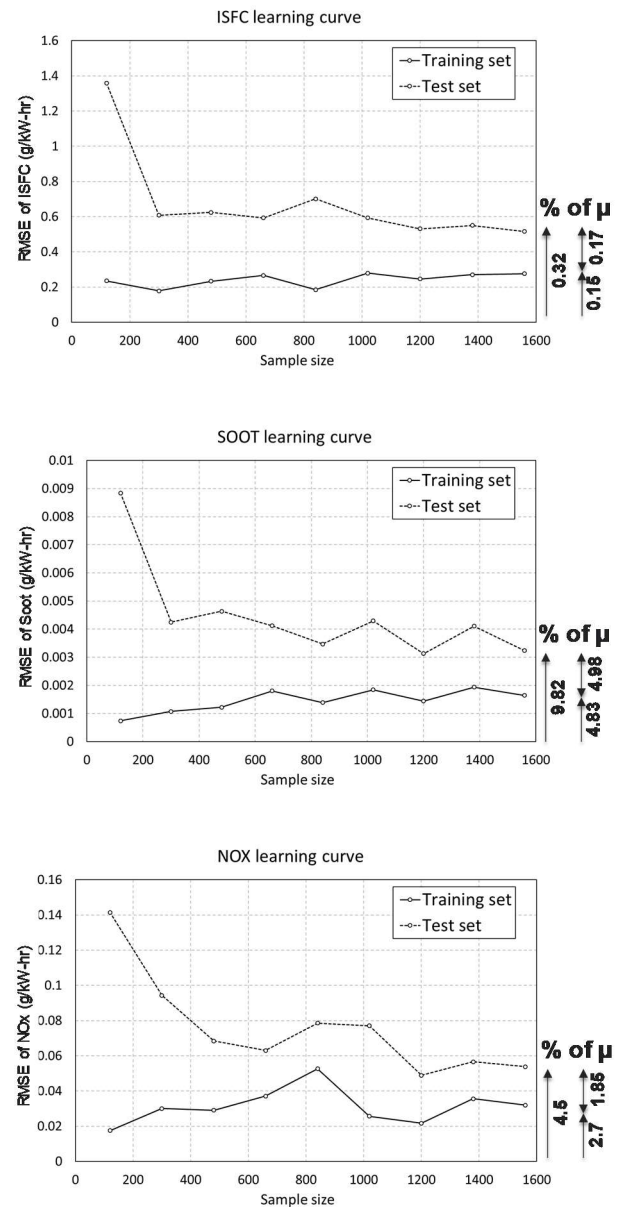 ISFC learning curve
1.6
1.4
1.2
1
0.8
0.6
0.4
0.2
0
RMSE of ISFC (g/kW-hr)
Training set
Test set
0 200 400 600 800 1000 1200 1400 1600
Sample size
% of µ
0.32
0.17
0.15
SOOT learning curve
0.01
0.009
0.008
0.007
0.006
0.005
0.004
0.003
0.002
0.001
0
RMSE of Soot (g/kW-hr)
Training set
Test set
0 200 400 600 800 1000 1200 1400 1600
Sample size
% of µ
9.82
4.98
4.83
NOX learning curve
0.16
0.14
0.12
0.1
0.08
0.06
0.04
0.02
0
RMSE of NOx (g/kW-hr)
Training set
Test set
0 200 400 600 800 1000 1200 1400 1600
Sample size
% of µ
4.5
1.85
2.7